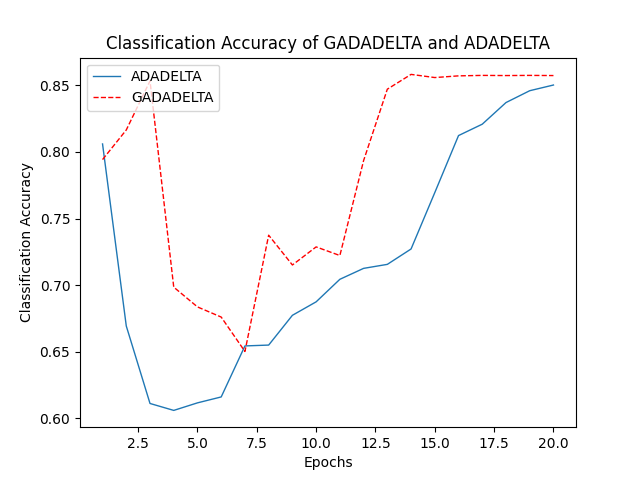 Classification Accuracy of GADADELTA and ADADELTA
ADADELTA
GADADELTA
Classification Accuracy
0.85
0.80
0.75
0.70
0.65
0.60
2.5 5.0 7.5 10.0 12.5 15.0 17.5 20.0
Epochs